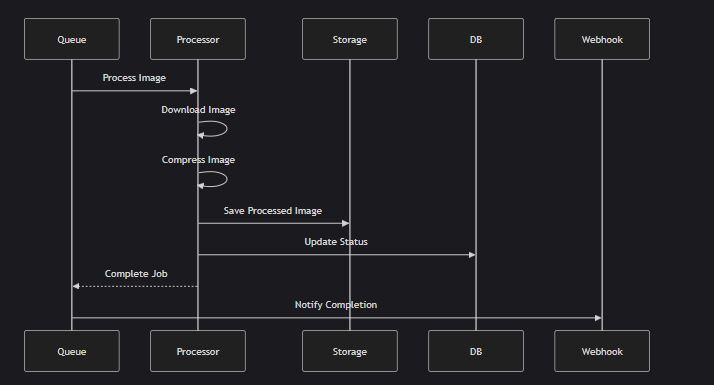 Queue
Processor
Storage
DB
Webhook
Process Image
Download Image
Compress Image
Save Processed Image
Update Status
Complete Job
Notify Completion
Queue
Processor
Storage
DB
Webhook